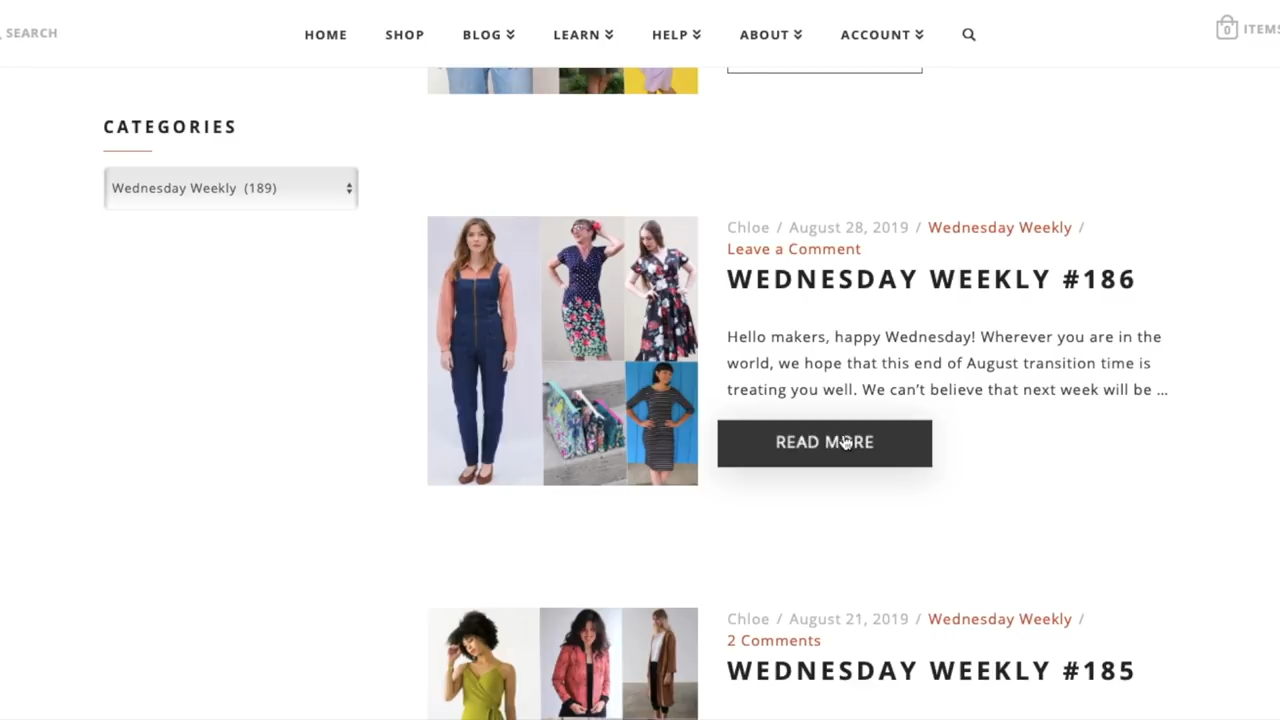 SEARCH
HOME SHOP BLOG LEARN HELP ABOUT ACCOUNT
0 ITEMS
CATEGORIES
Wednesday Weekly (189)
Chloe / August 28, 2019 / Wednesday Weekly /
Leave a Comment
WEDNESDAY WEEKLY #186
Hello makers, happy Wednesday! Wherever you are in the
world, we hope that this end of August transition time is
treating you well. We can’t believe that next week will be ...
READ MORE
Chloe / August 21, 2019 / Wednesday Weekly /
2 Comments
WEDNESDAY WEEKLY #185